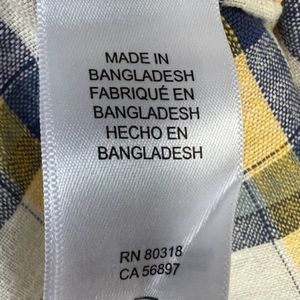 MADE IN
BANGLADESH
FABRIQUÉ EN
BANGLADESH
HECHO EN
BANGLADESH
RN 80318
CA 56897